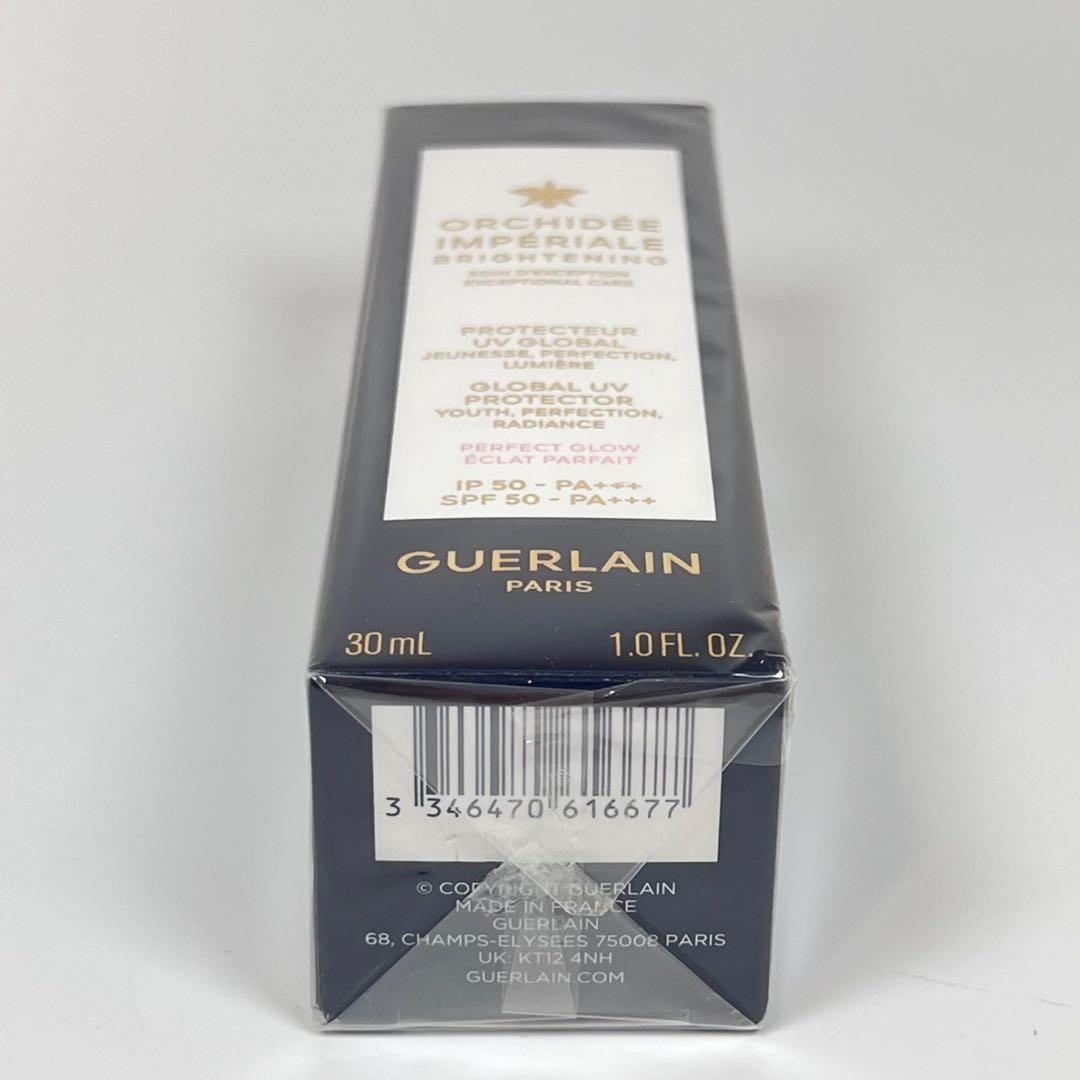 ORCHIDÉE
IMPÉRIALE
BRIGHTENING
SOIN D'EXCEPTION
EXCEPTIONAL CARE
PROTECTEUR
UV GLOBAL
JEUNESSE, PERFECTION,
LUMIÈRE
GLOBAL UV
PROTECTOR
YOUTH, PERFECTION,
RADIANCE
PERFECT GLOW
ÉCLAT PARFAIT
IP 50 - PA+++
SPF 50 - PA+++
GUERLAIN
PARIS
30 mL 1.0 FL. OZ.
3 346470 616677
© COPYRIGHT GUERLAIN
MADE IN FRANCE
GUERLAIN
68, CHAMPS-ELYSEES 75008 PARIS
UK: KT12 4NH
GUERLAIN.COM